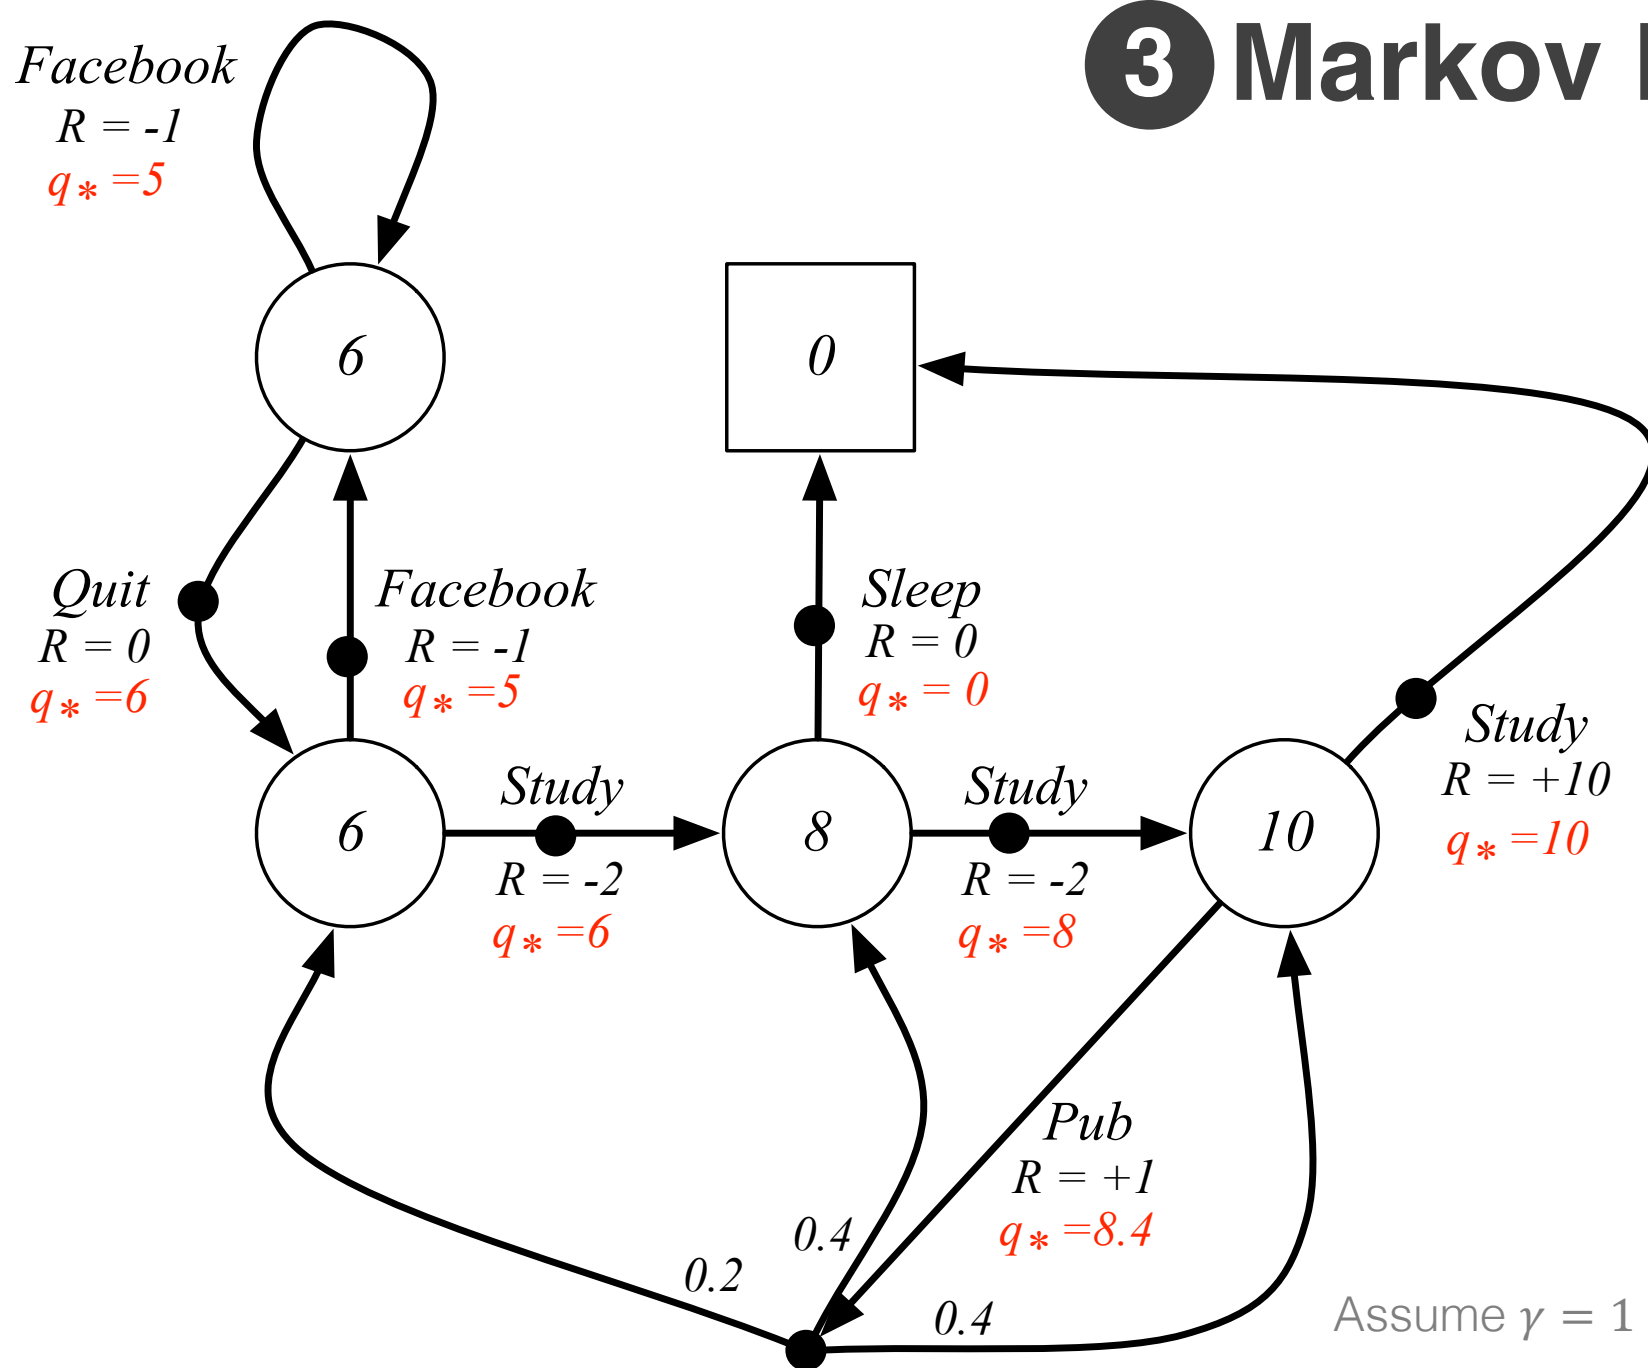 3 Markov
Facebook
R = -1
q* =5
6
0
Quit
R = 0
q* =6
Facebook
R = -1
q* =5
Sleep
R = 0
q* = 0
Study
R = +10
q* =10
6
Study
R = -2
q* =6
8
Study
R = -2
q* =8
10
Pub
R = +1
q* =8.4
0.2
0.4
0.4
Assume γ = 1